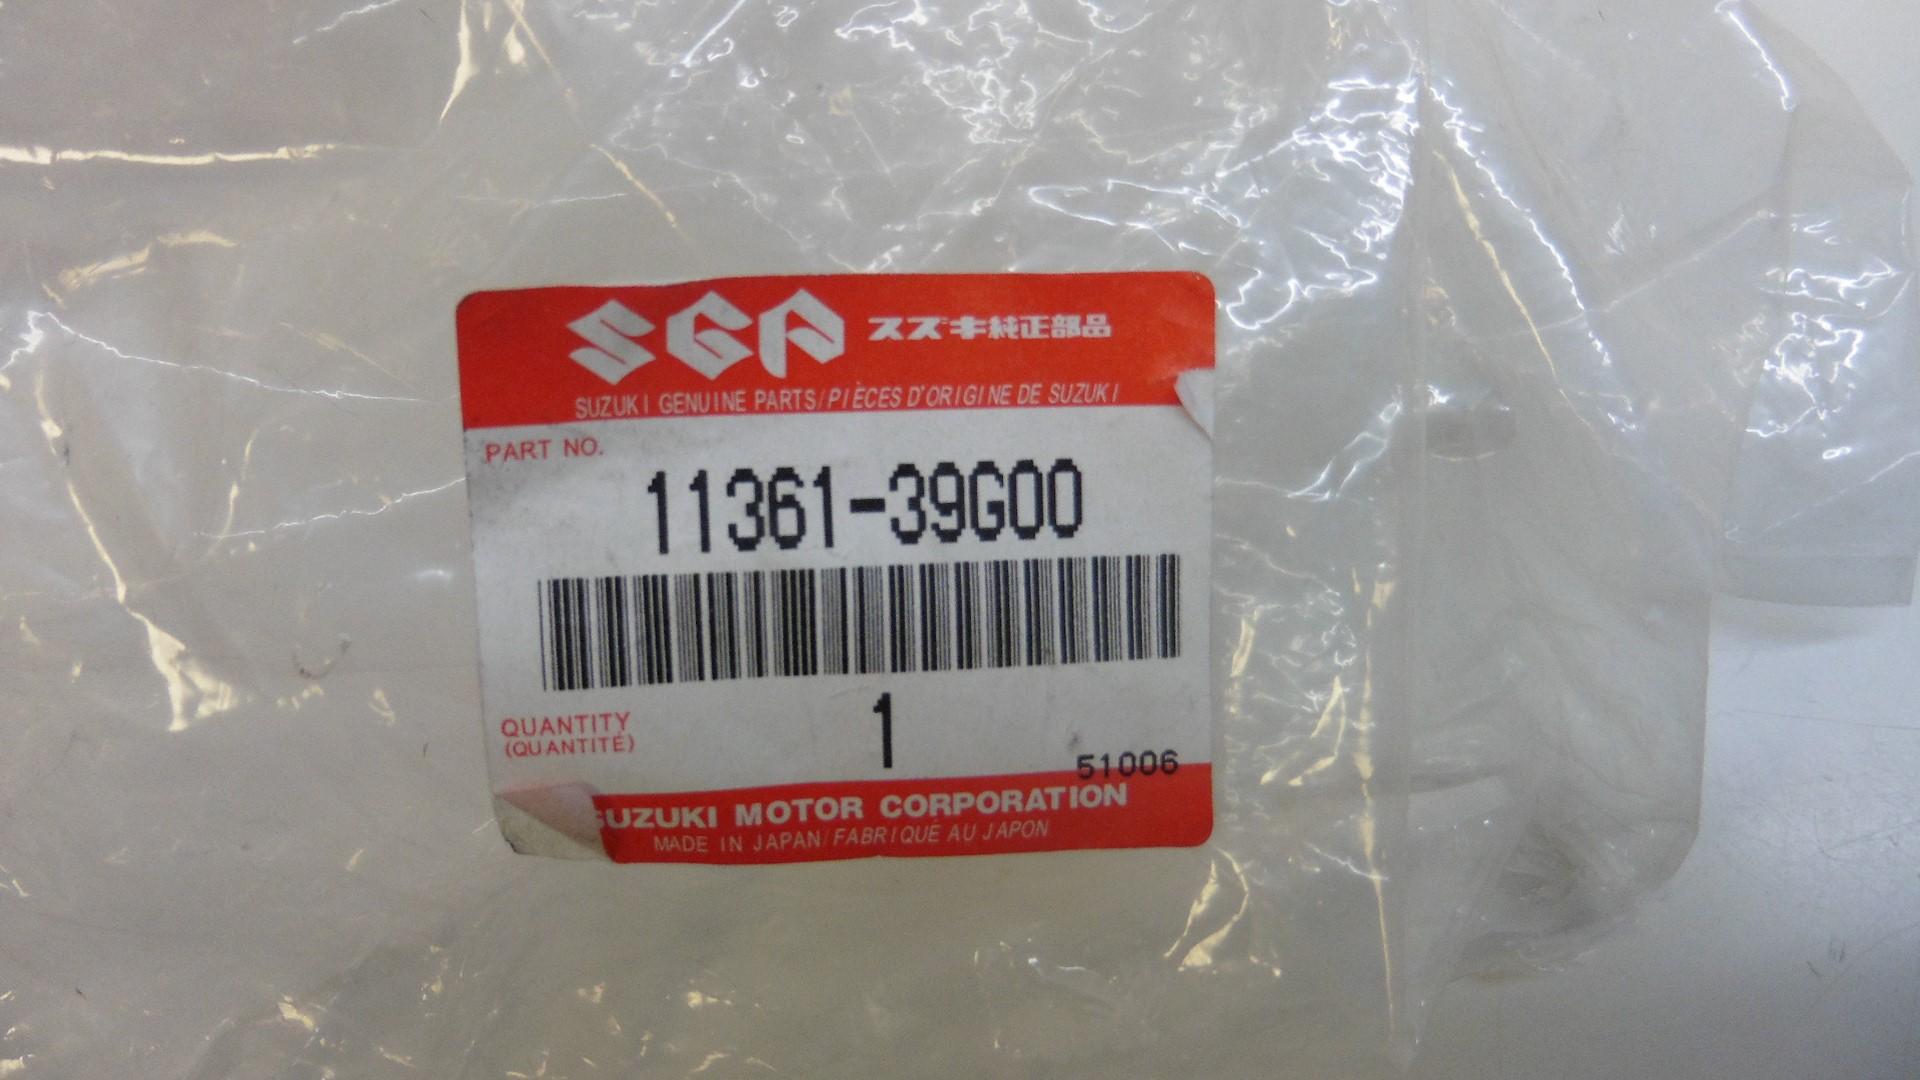 SGP スズキ純正部品
SUZUKI GENUINE PARTS/PIÈCES D'ORIGINE DE SUZUKI
PART NO.
11361-39G00
1
QUANTITY
(QUANTITÉ)
51006
SUZUKI MOTOR CORPORATION
MADE IN JAPAN/FABRIQUÉ AU JAPON